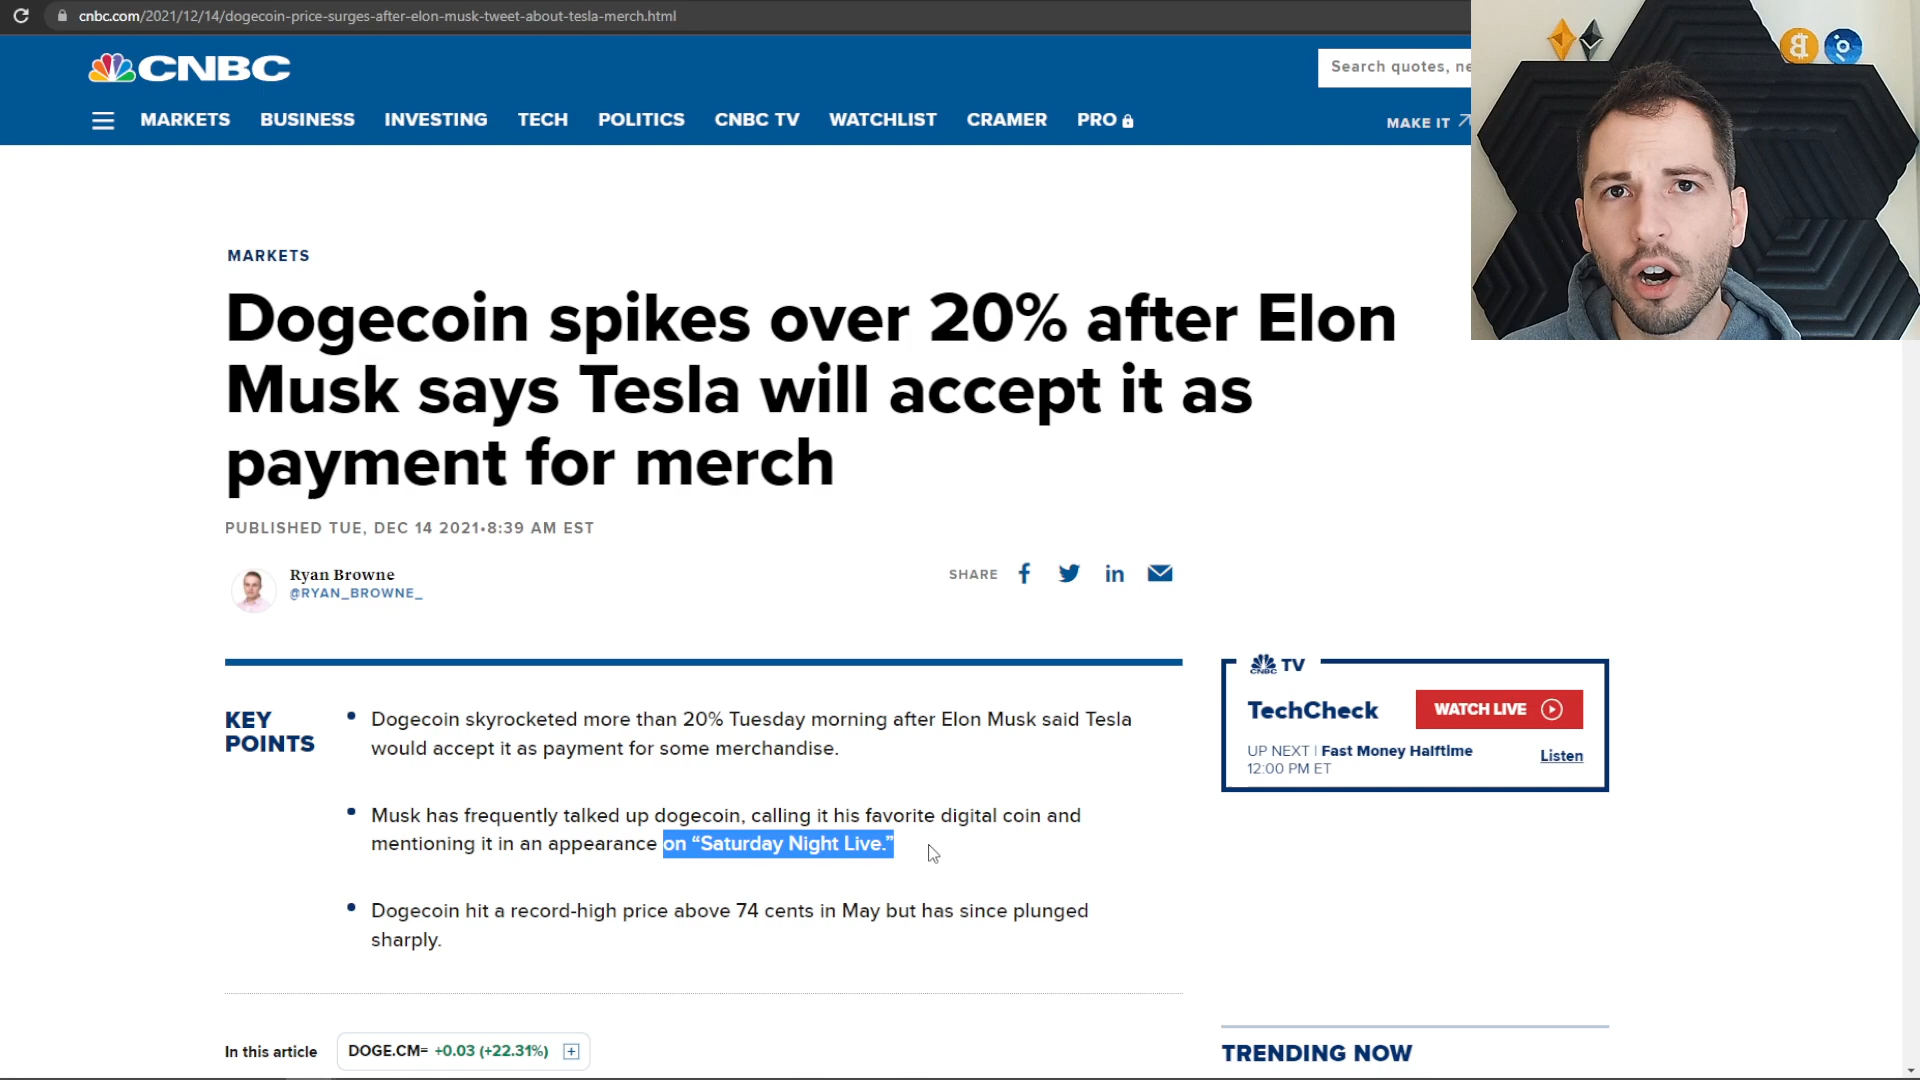 cnbc.com/2021/12/14/dogecoin-price-surges-after-elon-musk-tweet-about-tesla-merch.html
CNBC
Search quotes, ne
MARKETS BUSINESS INVESTING TECH POLITICS CNBC TV WATCHLIST CRAMER PRO
MAKE IT
MARKETS
Dogecoin spikes over 20% after Elon
Musk says Tesla will accept it as
payment for merch
PUBLISHED TUE, DEC 14 2021•8:39 AM EST
Ryan Browne
@RYAN_BROWNE_
SHARE
KEY
POINTS
Dogecoin skyrocketed more than 20% Tuesday morning after Elon Musk said Tesla
would accept it as payment for some merchandise.
Musk has frequently talked up dogecoin, calling it his favorite digital coin and
mentioning it in an appearance on “Saturday Night Live.”
Dogecoin hit a record-high price above 74 cents in May but has since plunged
sharply.
In this article
DOGE.CM= +0.03 (+22.31%)
CNBC TV
TechCheck
WATCH LIVE
UP NEXT | Fast Money Halftime
12:00 PM ET
Listen
TRENDING NOW